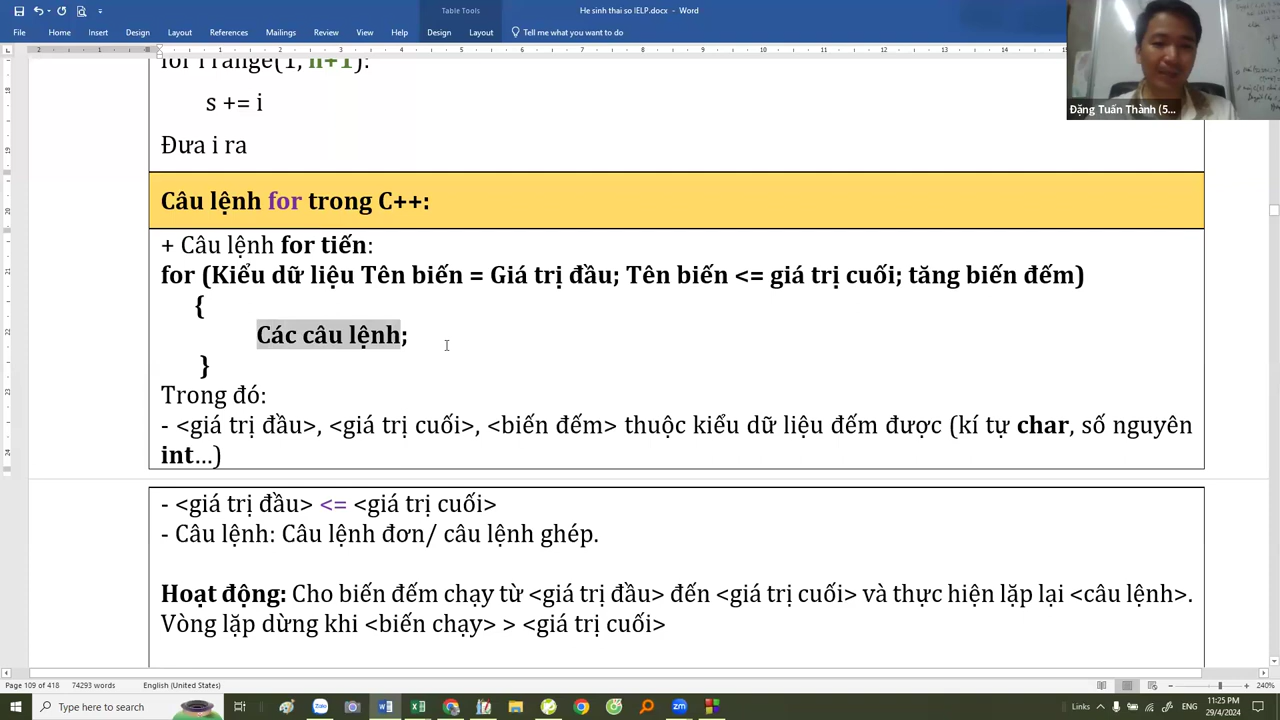 Table Tools
He sinh thai so IELP.docx - Word
File Home Insert Design Layout References Mailings Review View Help Design Layout Tell me what you want to do
for i range(1, n+1):
s += i
Đưa i ra
Câu lệnh for trong C++:
+ Câu lệnh for tiến:
for (Kiểu dữ liệu Tên biến = Giá trị đầu; Tên biến <= giá trị cuối; tăng biến đếm)
{
Các câu lệnh;
}
Trong đó:
- <giá trị đầu>, <giá trị cuối>, <biến đếm> thuộc kiểu dữ liệu đếm được (kí tự char, số nguyên
int...)
- <giá trị đầu> <= <giá trị cuối>
- Câu lệnh: Câu lệnh đơn/ câu lệnh ghép.
Hoạt động: Cho biến đếm chạy từ <giá trị đầu> đến <giá trị cuối> và thực hiện lặp lại <câu lệnh>.
Vòng lặp dừng khi <biến chạy> > <giá trị cuối>
Đặng Tuấn Thành (5...
Page 109 of 418 74293 words English (United States) 240%
Type here to search Links 11:25 PM
29/4/2024